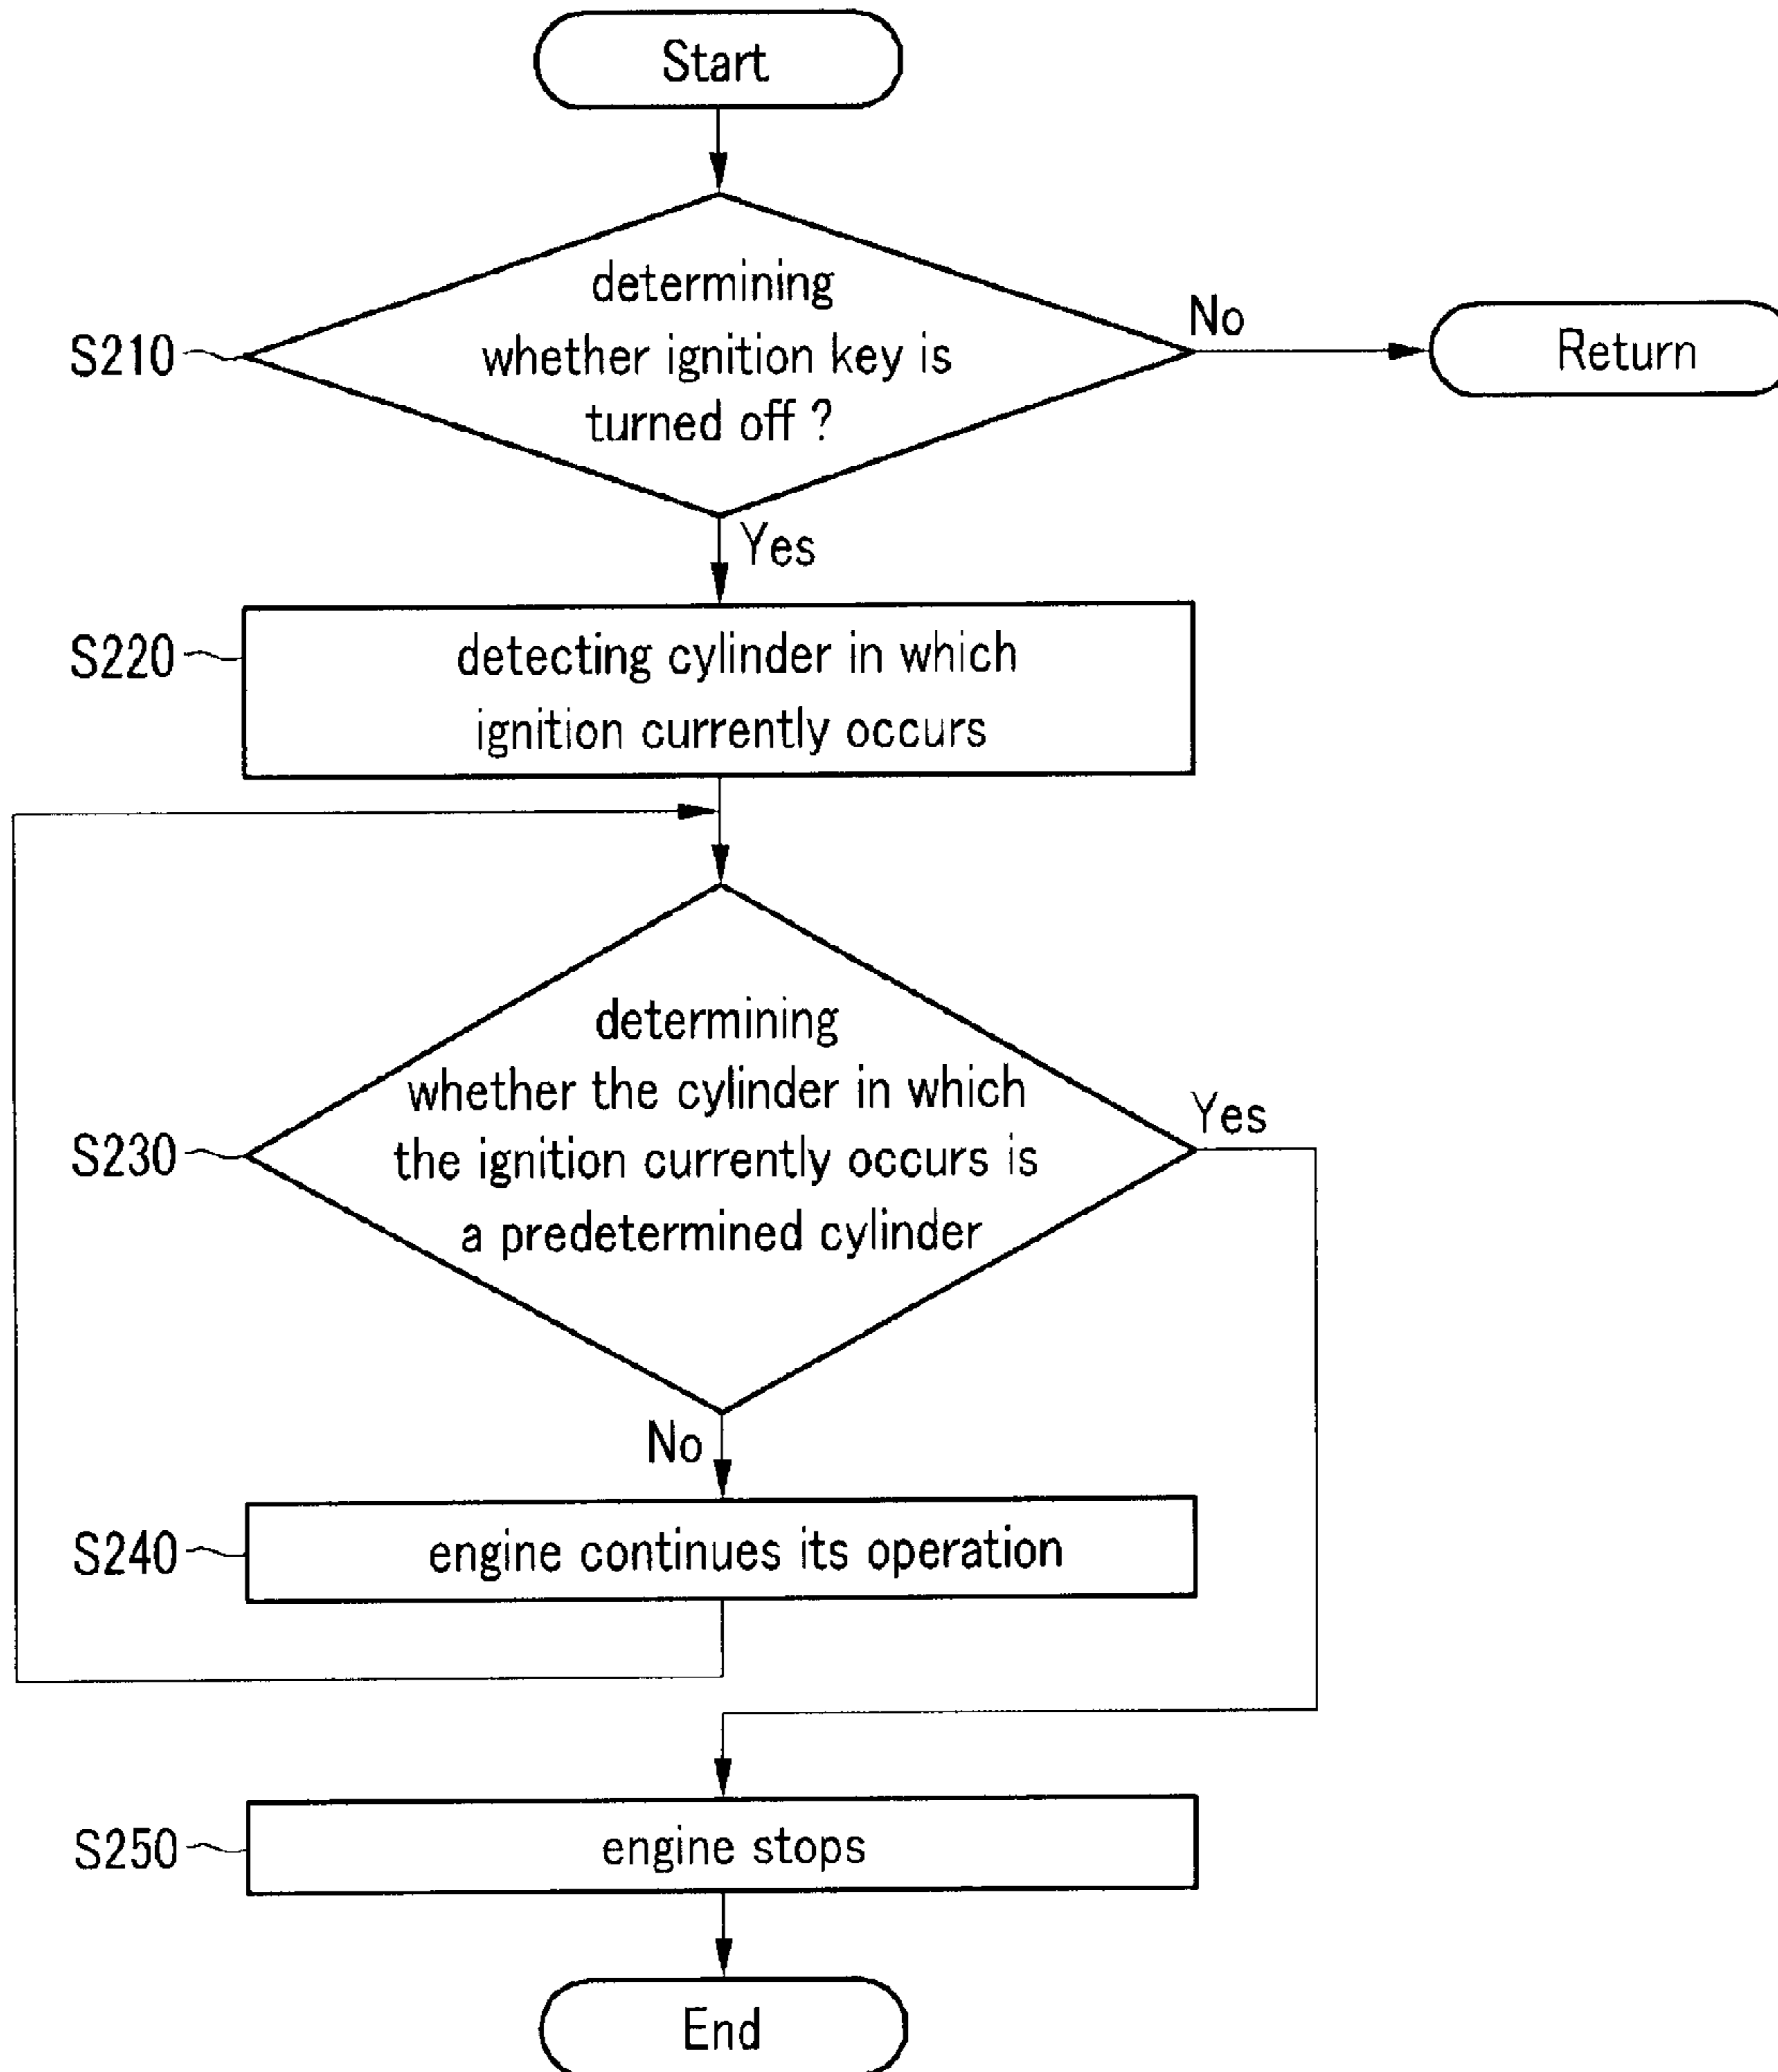 Start
determining
whether ignition key is
turned off ?
S210
No
Return
Yes
S220
detecting cylinder in which
ignition currently occurs
determining
whether the cylinder in which
the ignition currently occurs is
a predetermined cylinder
S230
Yes
No
S240
engine continues its operation
S250
engine stops
End